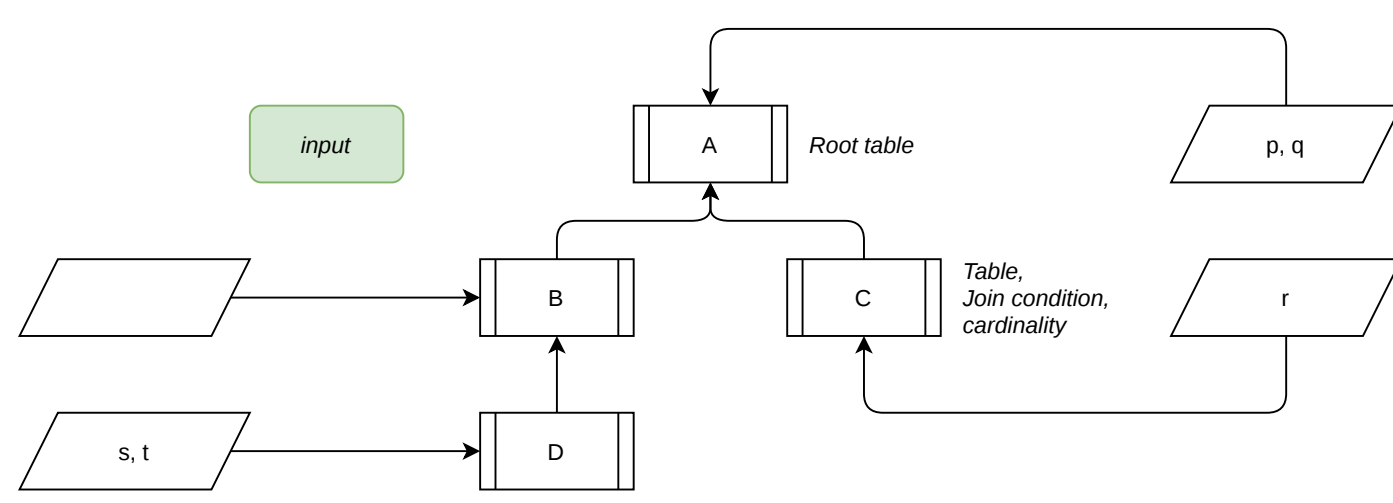 input
A
Root table
p, q
B
C
Table,
Join condition,
cardinality
r
s, t
D